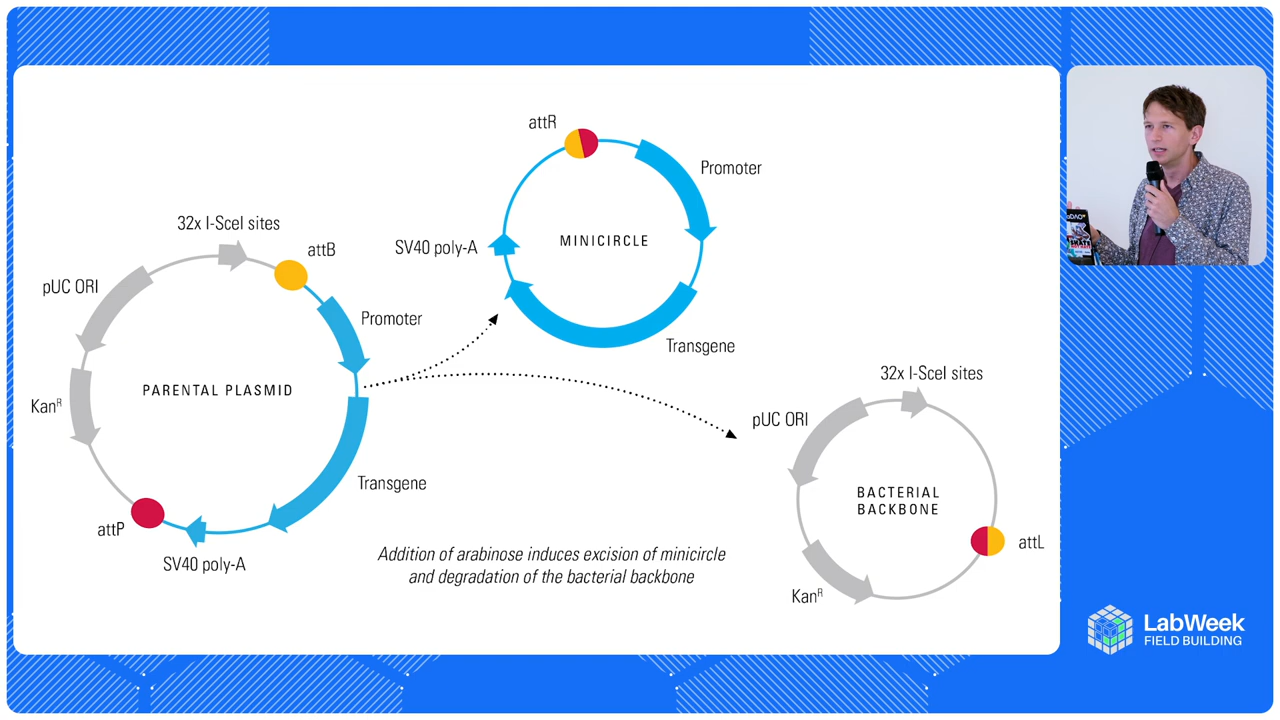 attR
Promoter
MINICIRCLE
SV40 poly-A
Transgene
32x I-SceI sites
attB
pUC ORI
Promoter
PARENTAL PLASMID
Kanᴿ
Transgene
attP
SV40 poly-A
Addition of arabinose induces excision of minicircle
and degradation of the bacterial backbone
32x I-SceI sites
pUC ORI
BACTERIAL
BACKBONE
attL
Kanᴿ
LabWeek
FIELD BUILDING